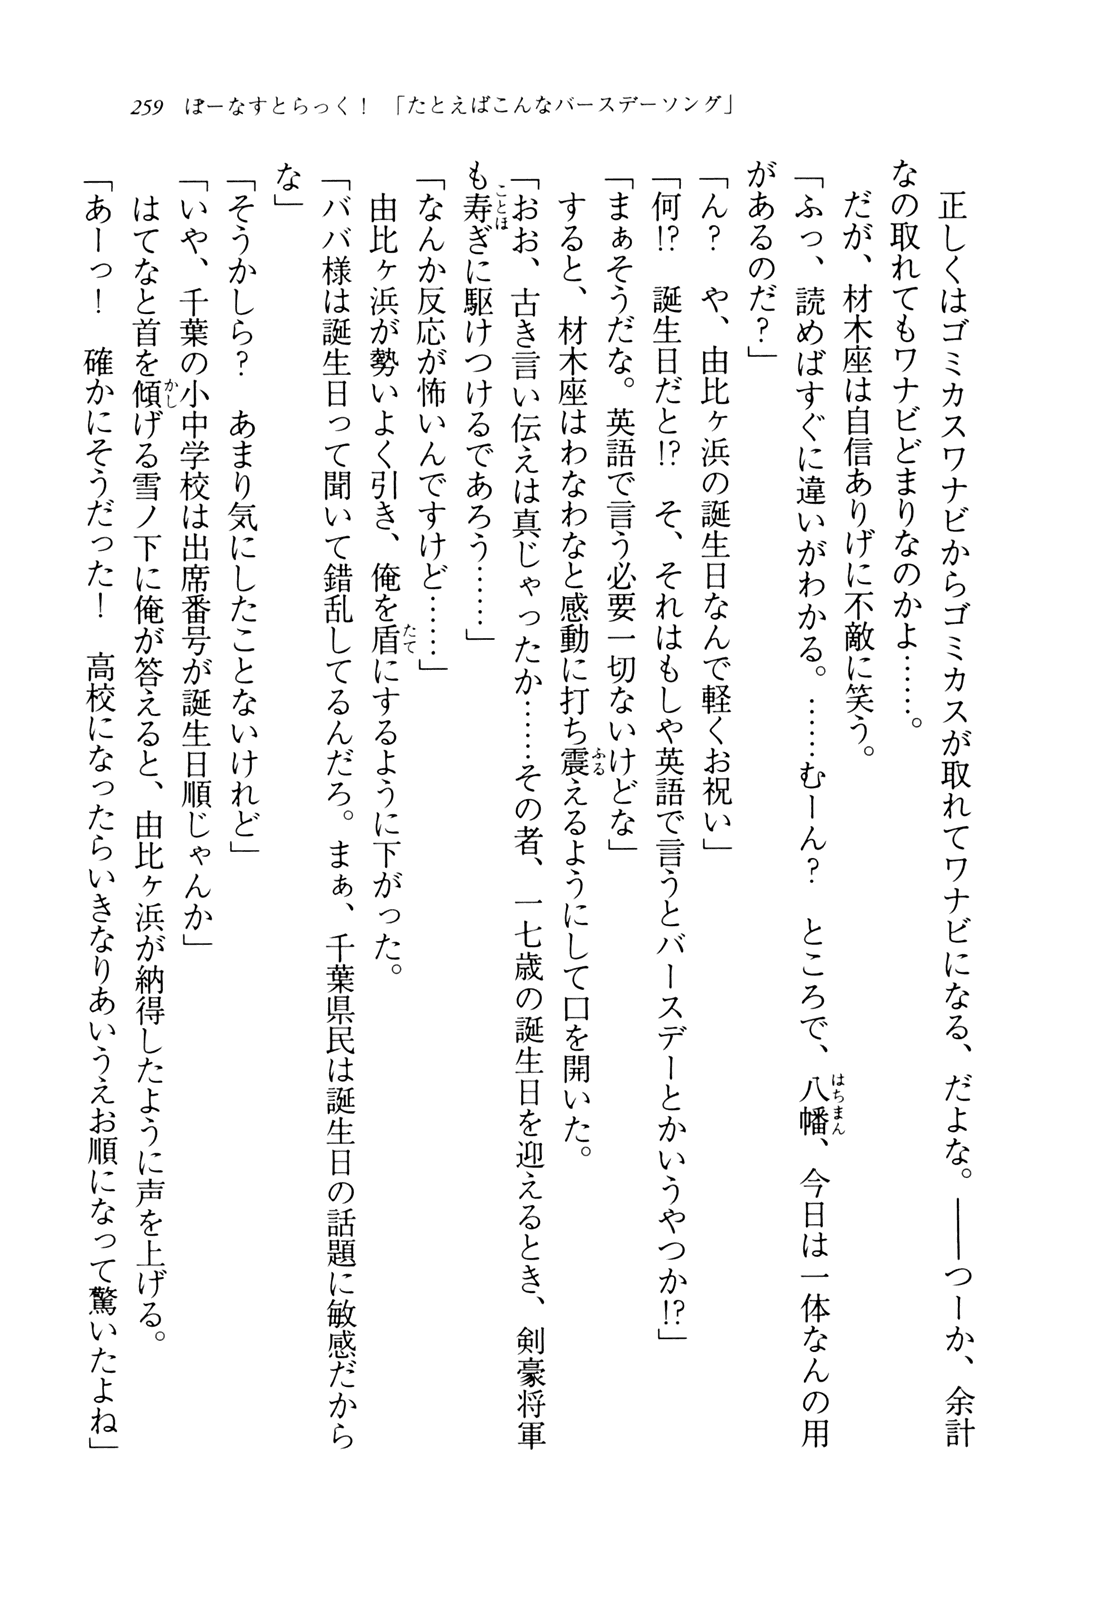 259 ぼーなすとらっく！ 「たとえばこんなバースデーソング」
正しくはゴミカスワナビからゴミカスが取れてワナビになる、だよな。――つーか、余計
なの取れてもワナビどまりなのかよ……。
だが、材木座は自信ありげに不敵に笑う。
「ふっ、読めばすぐに違いがわかる。……むーん？　ところで、八幡、今日は一体なんの用
があるのだ？」
「ん？　や、由比ヶ浜の誕生日なんで軽くお祝い」
「何!?　誕生日だと!?　そ、それはもしや英語で言うとバースデーとかいうやつか!?」
「まぁそうだな。英語で言う必要一切ないけどな」
すると、材木座はわなわなと感動に打ち震えるようにして口を開いた。
「おお、古き言い伝えは真じゃったか……その者、一七歳の誕生日を迎えるとき、剣豪将軍
も寿ぎに駆けつけるであろう……」
「なんか反応が怖いんですけど……」
由比ヶ浜が勢いよく引き、俺を盾にするように下がった。
「ババ様は誕生日って聞いて錯乱してるんだろ。まぁ、千葉県民は誕生日の話題に敏感だから
な」
「そうかしら？　あまり気にしたことないけれど」
「いや、千葉の小中学校は出席番号が誕生日順じゃんか」
はてなと首を傾げる雪ノ下に俺が答えると、由比ヶ浜が納得したように声を上げる。
「あーっ！　確かにそうだった！　高校になったらいきなりあいうえお順になって驚いたよね」